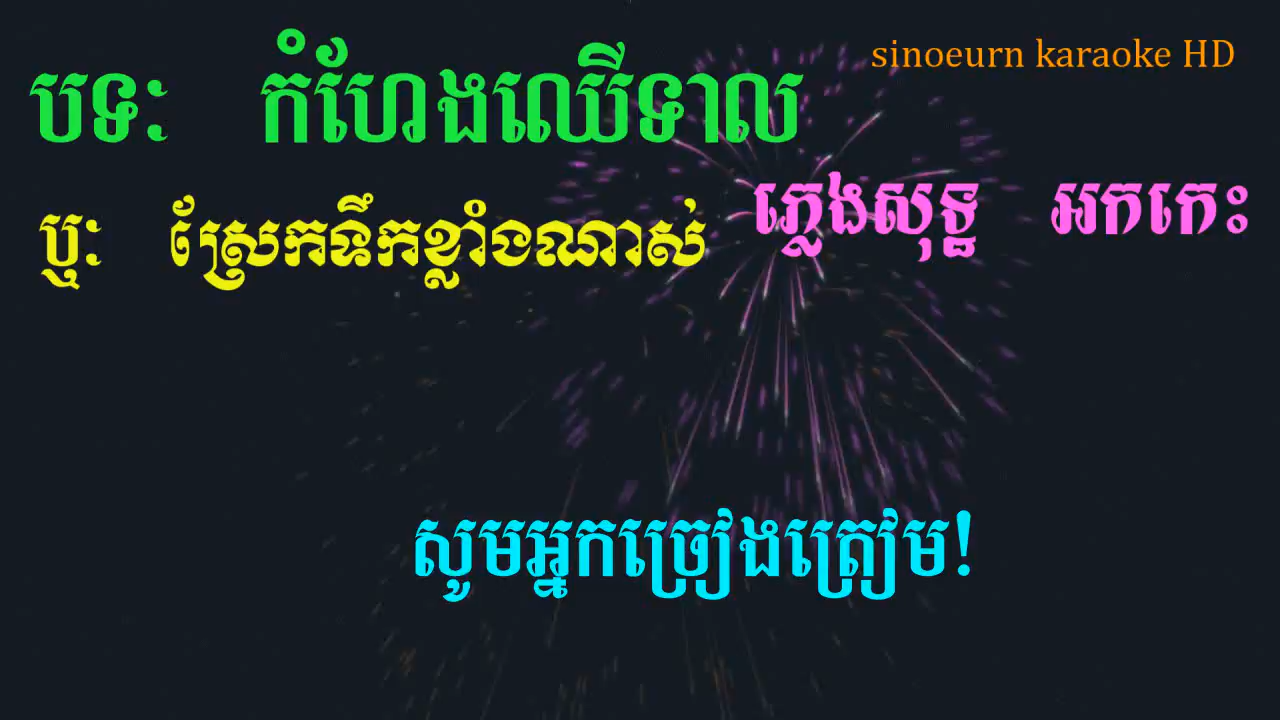 sinoeurn karaoke HD
បទៈ កំហែងឈើទាល
ភ្លេងសុទ្ធ អកកេះ
ឬៈ ស្រែកទឹកខ្លាំងណាស់
សូមអ្នកច្រៀងត្រៀម!